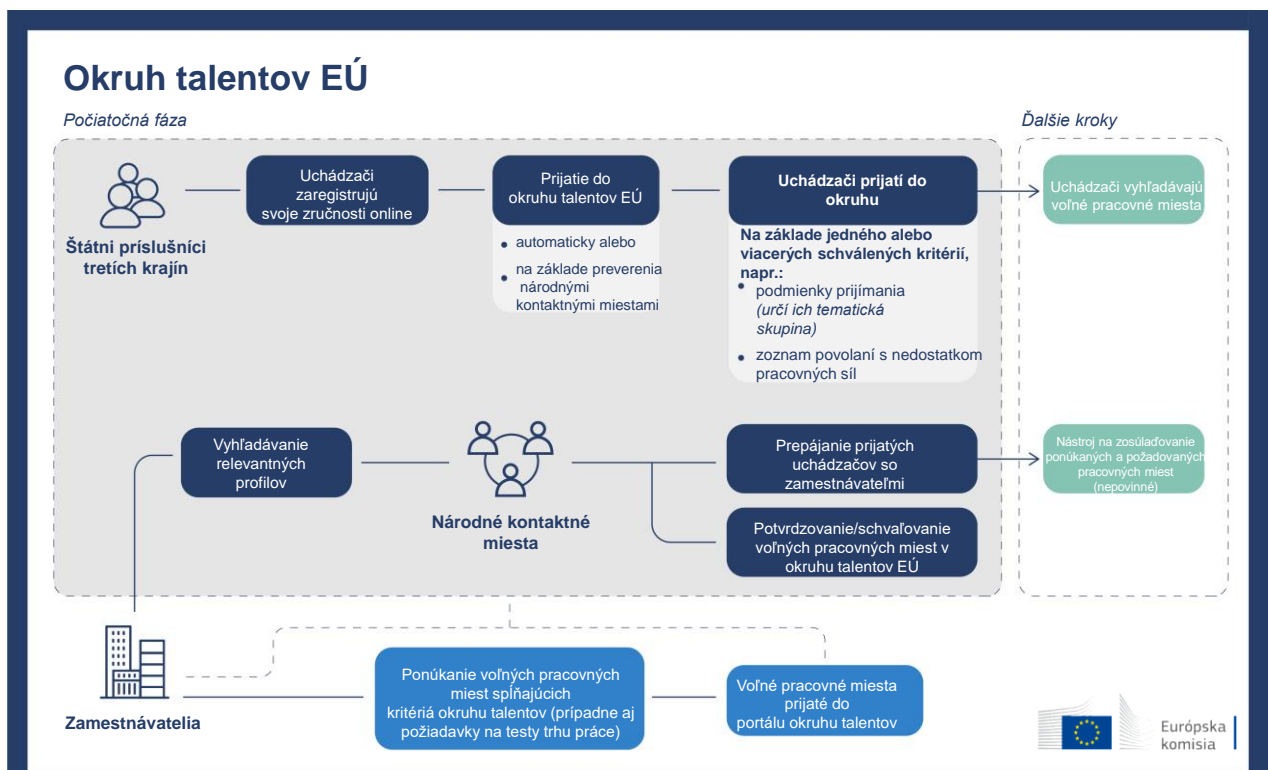 Okruh talentov EÚ
Počiatočná fáza
Ďalšie kroky
Štátni príslušníci
tretích krajín
Uchádzači
zaregistrujú
svoje zručnosti online
Prijatie do
okruhu talentov EÚ
• automaticky alebo
• na základe preverenia
národnými
kontaktnými miestami
Uchádzači prijatí do
okruhu
Na základe jedného alebo
viacerých schválených kritérií,
napr.:
• podmienky prijímania
(určí ich tematická
skupina)
• zoznam povolaní s nedostatkom
pracovných síl
Uchádzači vyhľadávajú
voľné pracovné miesta
Vyhľadávanie
relevantných
profilov
Národné kontaktné
miesta
Prepájanie prijatých
uchádzačov so
zamestnávateľmi
Potvrdzovanie/schvaľovanie
voľných pracovných miest v
okruhu talentov EÚ
Nástroj na zosúlaďovanie
ponúkaných a požadovaných
pracovných miest
(nepovinné)
Zamestnávatelia
Ponúkanie voľných pracovných
miest spĺňajúcich
kritériá okruhu talentov (prípadne aj
požiadavky na testy trhu práce)
Voľné pracovné miesta
prijaté do
portálu okruhu talentov
Európska
komisia